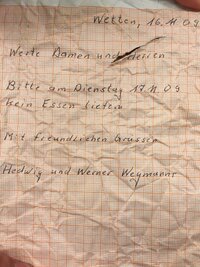 Wetten, 16.11.09
Werte Damen und Herren
Bitte am Dienstag 17.11.09
kein Essen liefern
Mit freundlichen Grüssen
Hedwig und Werner Weymanns